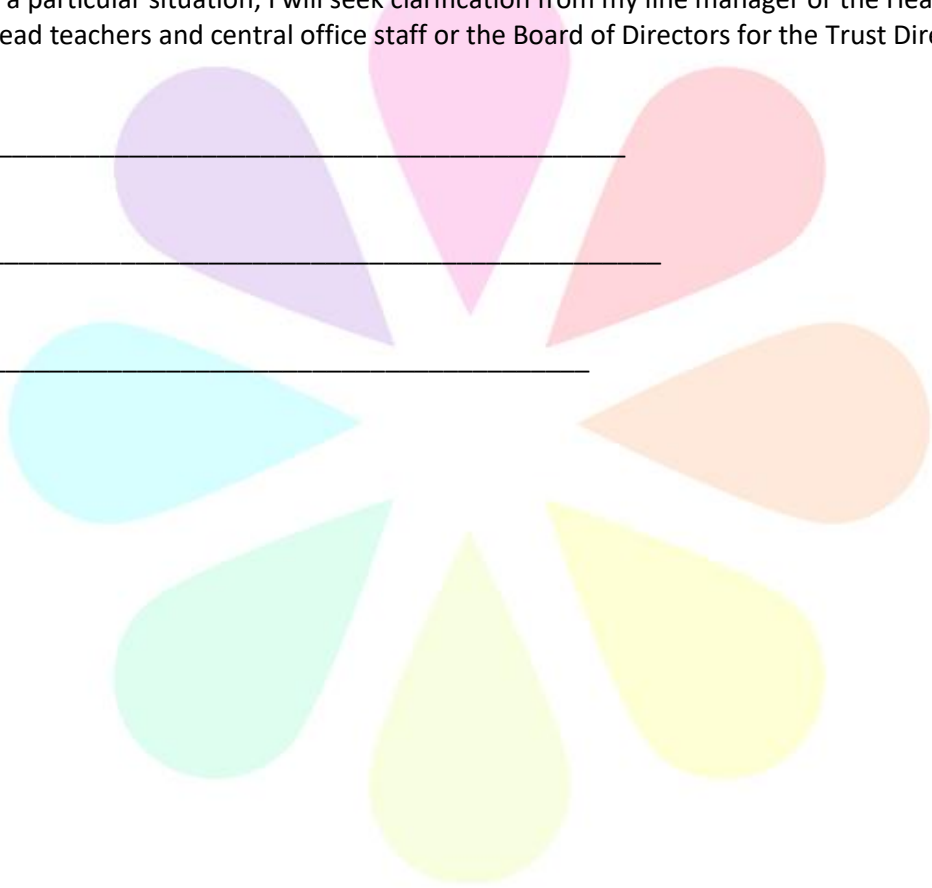 a particular situation, I will seek clarification from my line manager or the
ead teachers and central office staff or the Board of Directors for the Trust